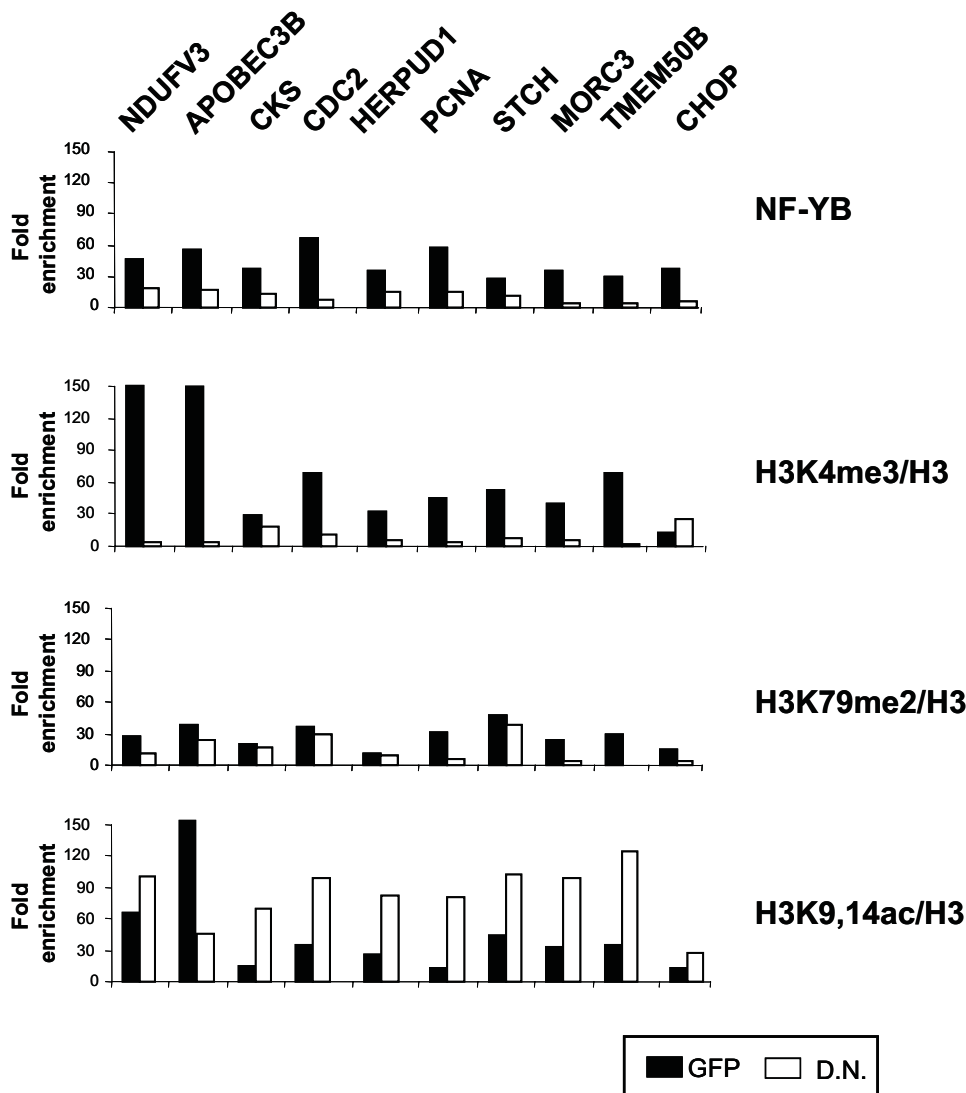 NDUFV3
APOBEC3B
CKS
CDC2
HERPUD1
PCNA
STCH
MORC3
TMEM50B
CHOP
Fold
enrichment
150
120
90
60
30
0
NF-YB
Fold
enrichment
150
120
90
60
30
0
H3K4me3/H3
Fold
enrichment
150
120
90
60
30
0
H3K79me2/H3
Fold
enrichment
150
120
90
60
30
0
H3K9,14ac/H3
GFP D.N.